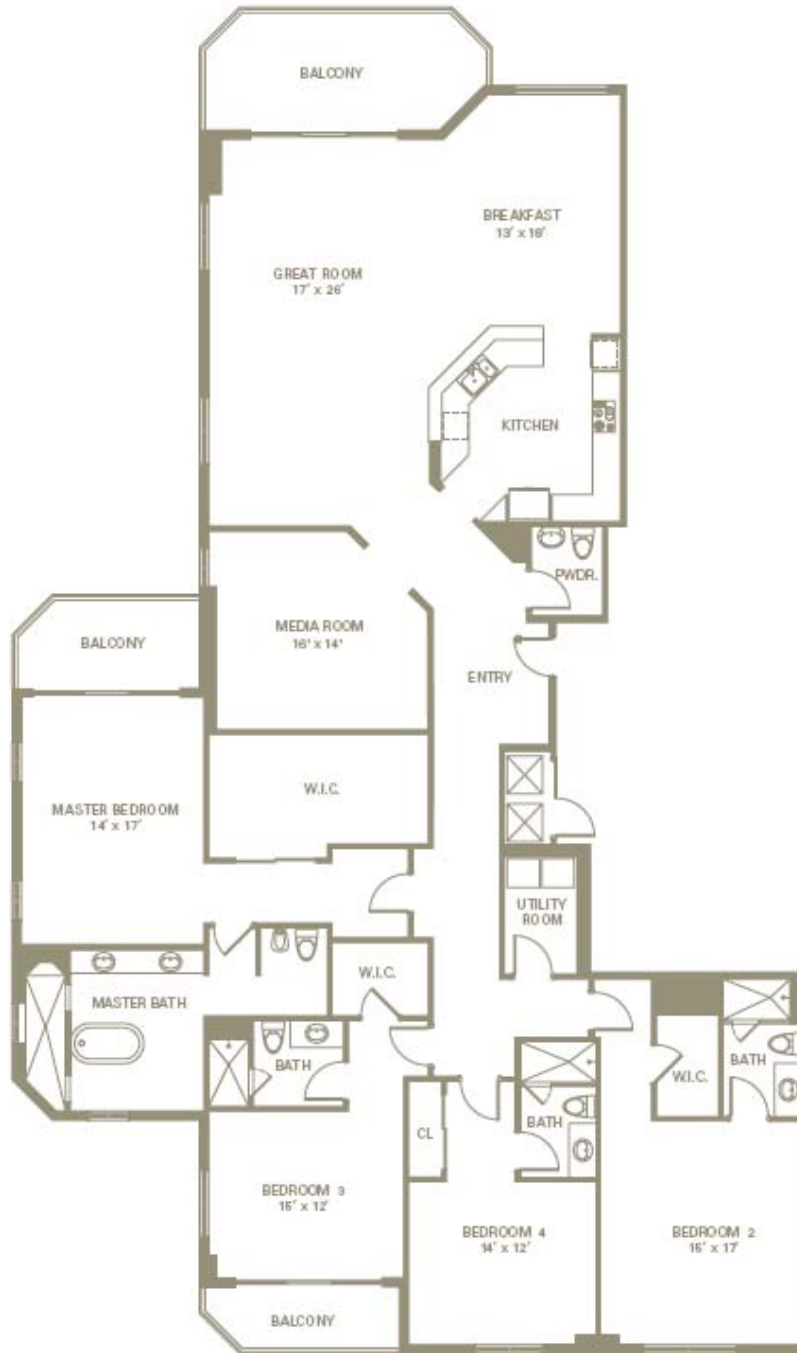 BALCONY
BREAKFAST
13' x 18'
GREAT ROOM
17' x 26'
KITCHEN
PWDR.
MEDIA ROOM
16' x 14'
BALCONY
ENTRY
W.I.C.
MASTER BEDROOM
14' x 17'
UTILITY
ROOM
W.I.C.
MASTER BATH
BATH
BATH
W.I.C.
BATH
CL
BEDROOM 3
15' x 12'
BEDROOM 4
14' x 12'
BEDROOM 2
15' x 17'
BALCONY